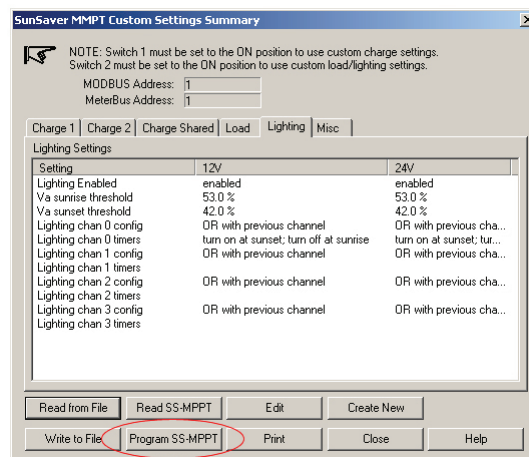 SunSaver MMPT Custom Settings Summary
NOTE: Switch 1 must be set to the ON position to use custom charge settings.
Switch 2 must be set to the ON position to use custom load/lighting settings.
MODBUS Address: 1
MeterBus Address: 1
Charge 1 Charge 2 Charge Shared Load Lighting Misc
Lighting Settings
Setting 12V 24V
Lighting Enabled enabled enabled
Va sunrise threshold 53.0 % 53.0 %
Va sunset threshold 42.0 % 42.0 %
Lighting chan 0 config OR with previous channel OR with previous cha...
Lighting chan 0 timers turn on at sunset; turn off at sunrise turn on at sunset; tur...
Lighting chan 1 config OR with previous channel OR with previous cha...
Lighting chan 1 timers
Lighting chan 2 config OR with previous channel OR with previous cha...
Lighting chan 2 timers
Lighting chan 3 config OR with previous channel OR with previous cha...
Lighting chan 3 timers
Read from File Read SS-MPPT Edit Create New
Write to File Program SS-MPPT Print Close Help